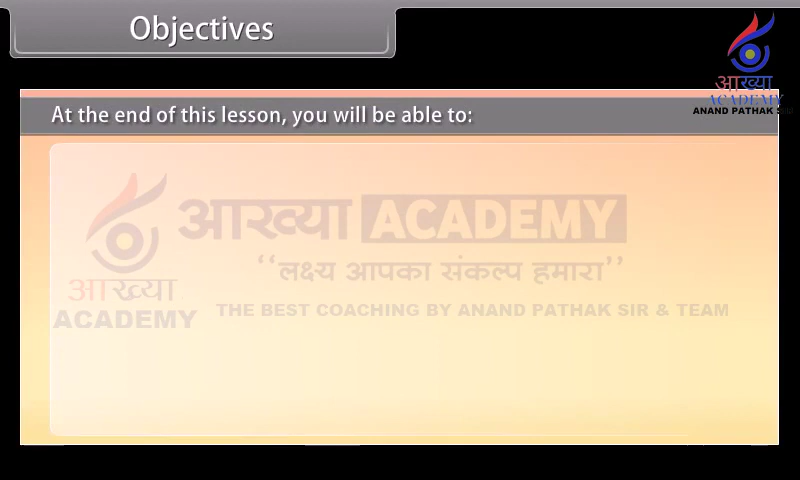 Objectives
आख्या
ACADEMY
ANAND PATHAK SIR
At the end of this lesson, you will be able to:
आख्या ACADEMY
‘‘लक्ष्य आपका संकल्प हमारा’’
आख्या
ACADEMY
THE BEST COACHING BY ANAND PATHAK SIR & TEAM